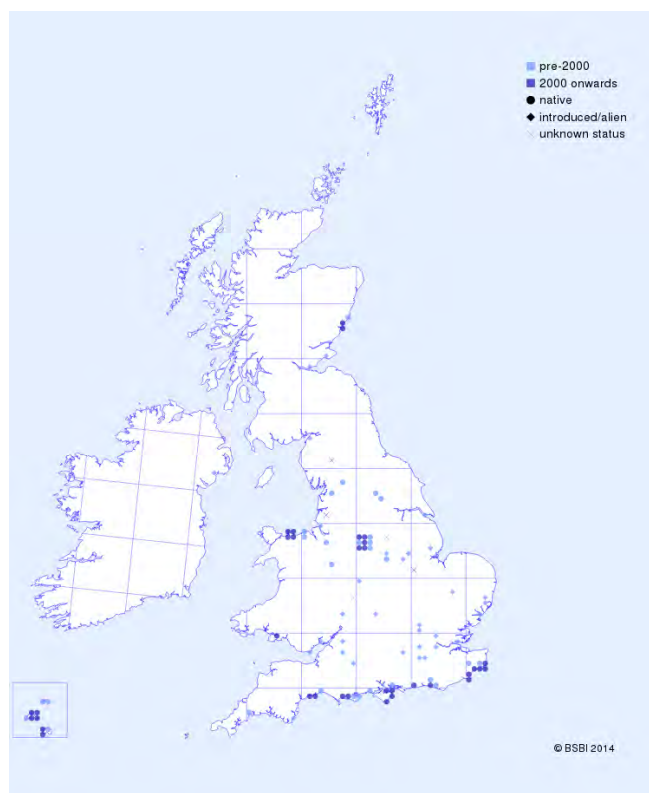 pre-2000
2000 onwards
native
introduced/alien
unknown status
© BSBI 2014